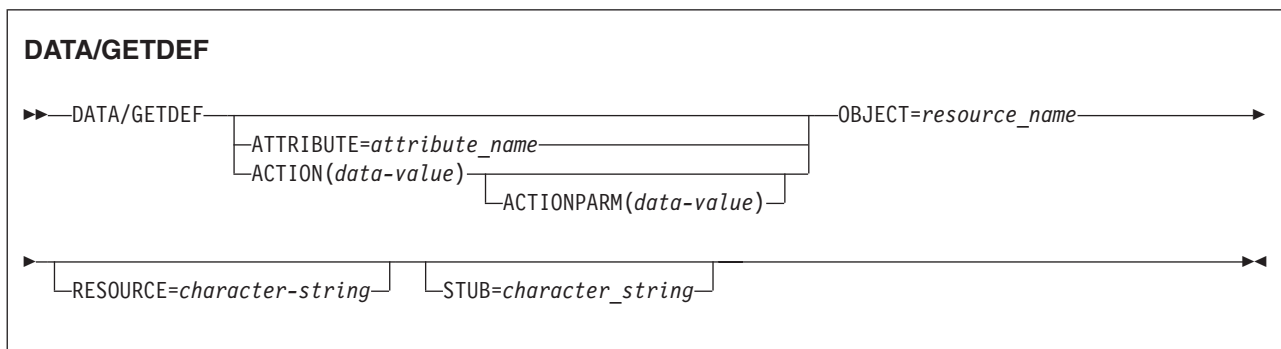 DATA/GETDEF
DATA/GETDEF OBJECT=resource_name
ATTRIBUTE=attribute_name
ACTION(data-value)
ACTIONPARM(data-value)
RESOURCE=character-string STUB=character_string